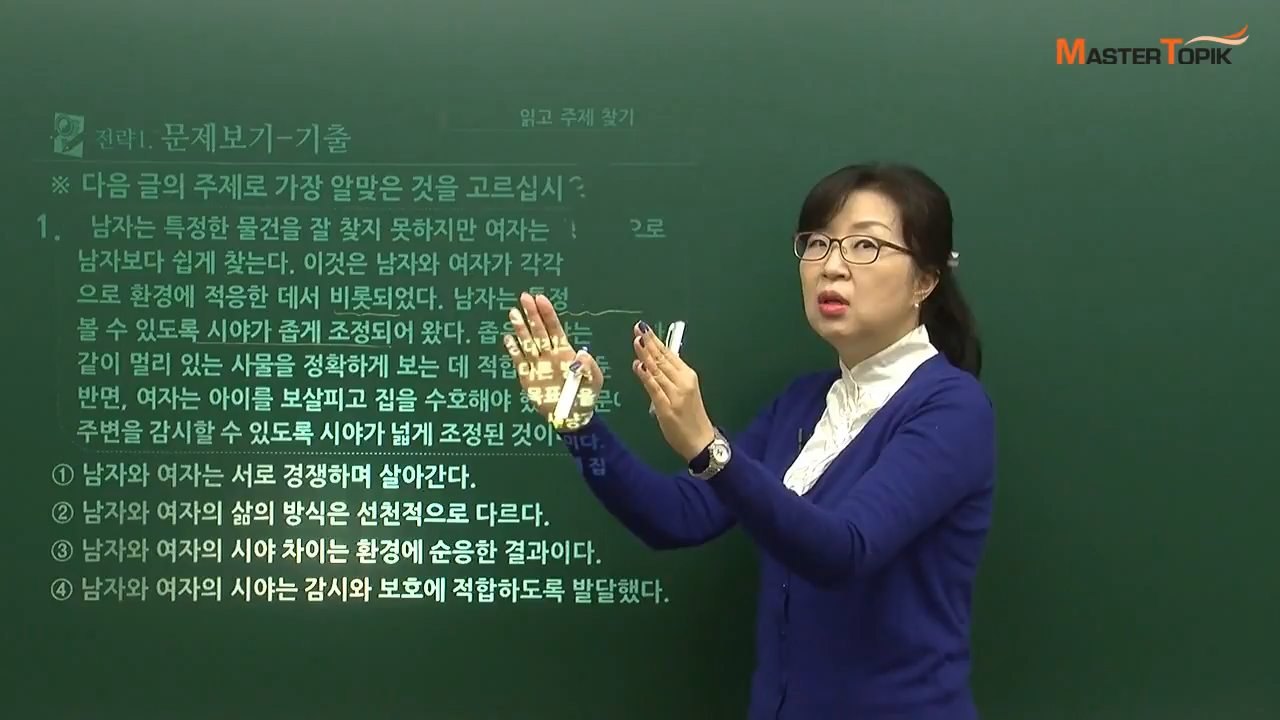 MASTER TOPIK
읽고 주제 찾기
전략1. 문제보기-기출
※ 다음 글의 주제로 가장 알맞은 것을 고르십시
1. 남자는 특정한 물건을 잘 찾지 못하지만 여자는 으로
남자보다 쉽게 찾는다. 이것은 남자와 여자가 각각
으로 환경에 적응한 데서 비롯되었다. 남자는 특정
볼 수 있도록 시야가 좁게 조정되어 왔다.
같이 멀리 있는 사물을 정확하게 보는 데
반면, 여자는 아이를 보살피고 집을 수호해야
주변을 감시할 수 있도록 시야가 넓게 조정된
① 남자와 여자는 서로 경쟁하며 살아간다.
② 남자와 여자의 삶의 방식은 선천적으로 다르다.
③ 남자와 여자의 시야 차이는 환경에 순응한 결과이다.
④ 남자와 여자의 시야는 감시와 보호에 적합하도록 발달했다.